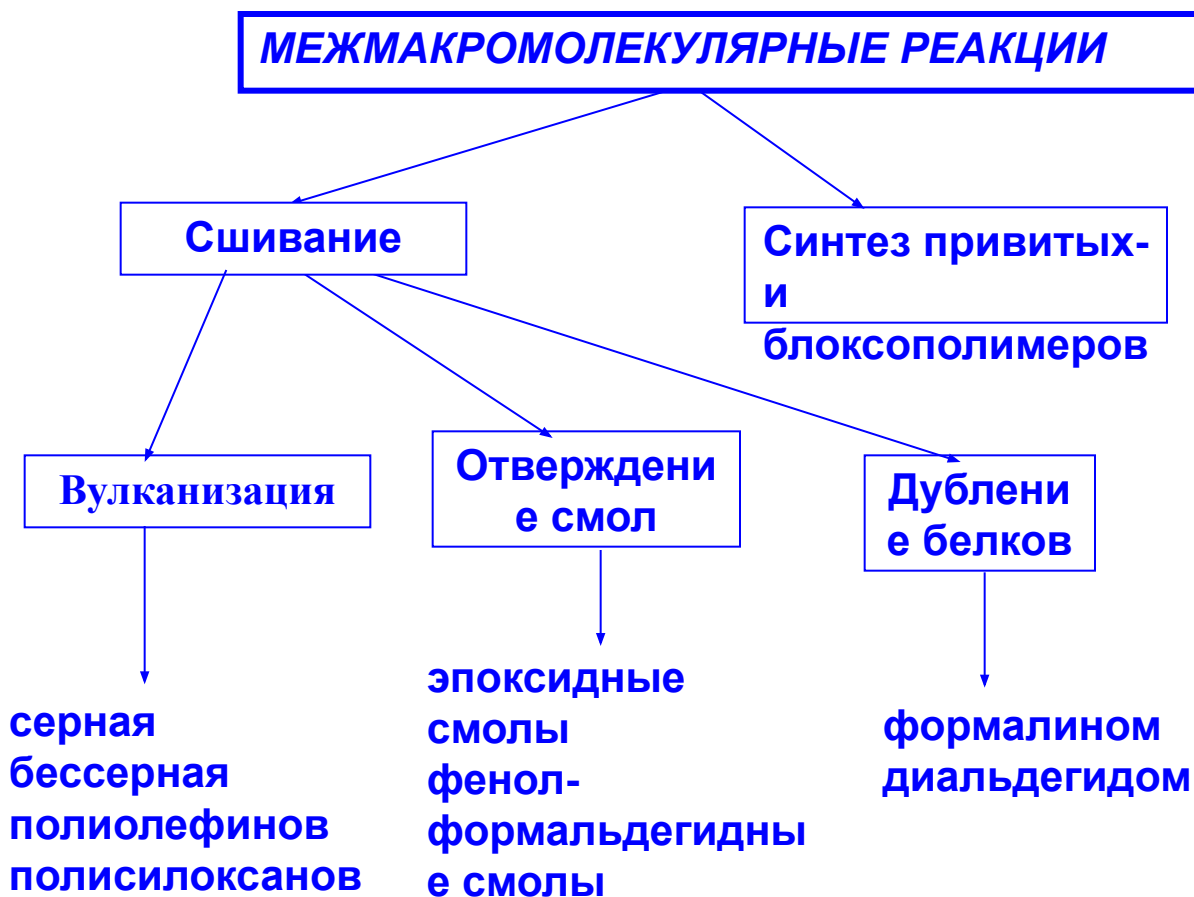 МЕЖМАКРОМОЛЕКУЛЯРНЫЕ РЕАКЦИИ
Сшивание
Синтез привитых-
и
блоксополимеров
Вулканизация
Отверждени
е смол
Дублени
е белков
серная
бессерная
полиолефинов
полисилоксанов
эпоксидные
смолы
фенол-
формальдегидны
е смолы
формалином
диальдегидом